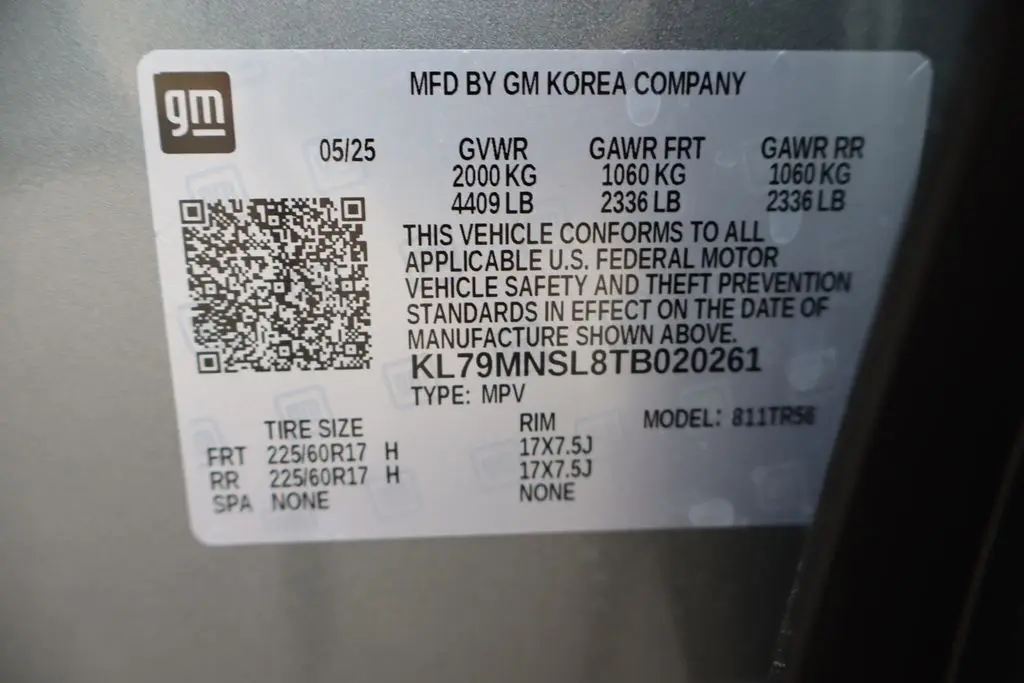 gm
MFD BY GM KOREA COMPANY
05/25 GVWR GAWR FRT GAWR RR
2000 KG 1060 KG 1060 KG
4409 LB 2336 LB 2336 LB
THIS VEHICLE CONFORMS TO ALL
APPLICABLE U.S. FEDERAL MOTOR
VEHICLE SAFETY AND THEFT PREVENTION
STANDARDS IN EFFECT ON THE DATE OF
MANUFACTURE SHOWN ABOVE.
KL79MNSL8TB020261
TYPE: MPV
TIRE SIZE RIM MODEL: 811TR56
FRT 225/60R17 H 17X7.5J
RR 225/60R17 H 17X7.5J
SPA NONE NONE